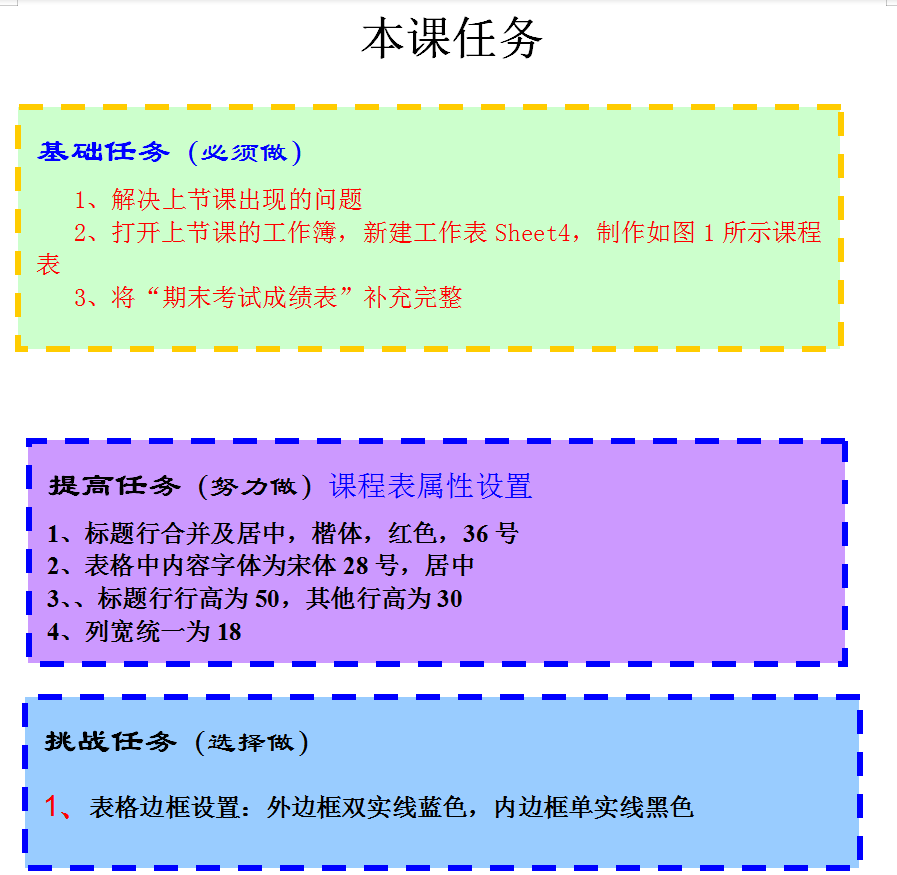 本课任务
基础任务（必须做）
1、解决上节课出现的问题
2、打开上节课的工作簿，新建工作表 Sheet4，制作如图 1 所示课程
表
3、将“期末考试成绩表”补充完整
提高任务（努力做）课程表属性设置
1、标题行合并及居中，楷体，红色，36 号
2、表格中内容字体为宋体 28 号，居中
3、、标题行行高为 50，其他行高为 30
4、列宽统一为 18
挑战任务（选择做）
1、表格边框设置：外边框双实线蓝色，内边框单实线黑色